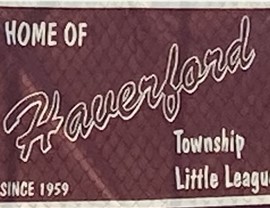 HOME OF
Haverford
Township
Little League
SINCE 1959